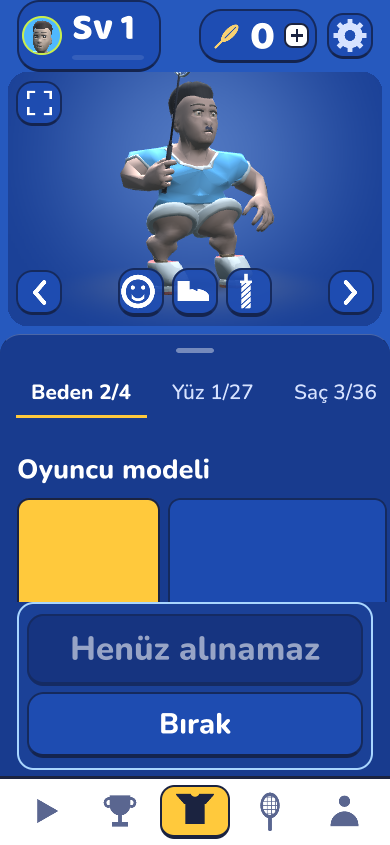 Sv 1
0
Beden 2/4
Yüz 1/27
Saç 3/36
Oyuncu modeli
Henüz alınamaz
Bırak